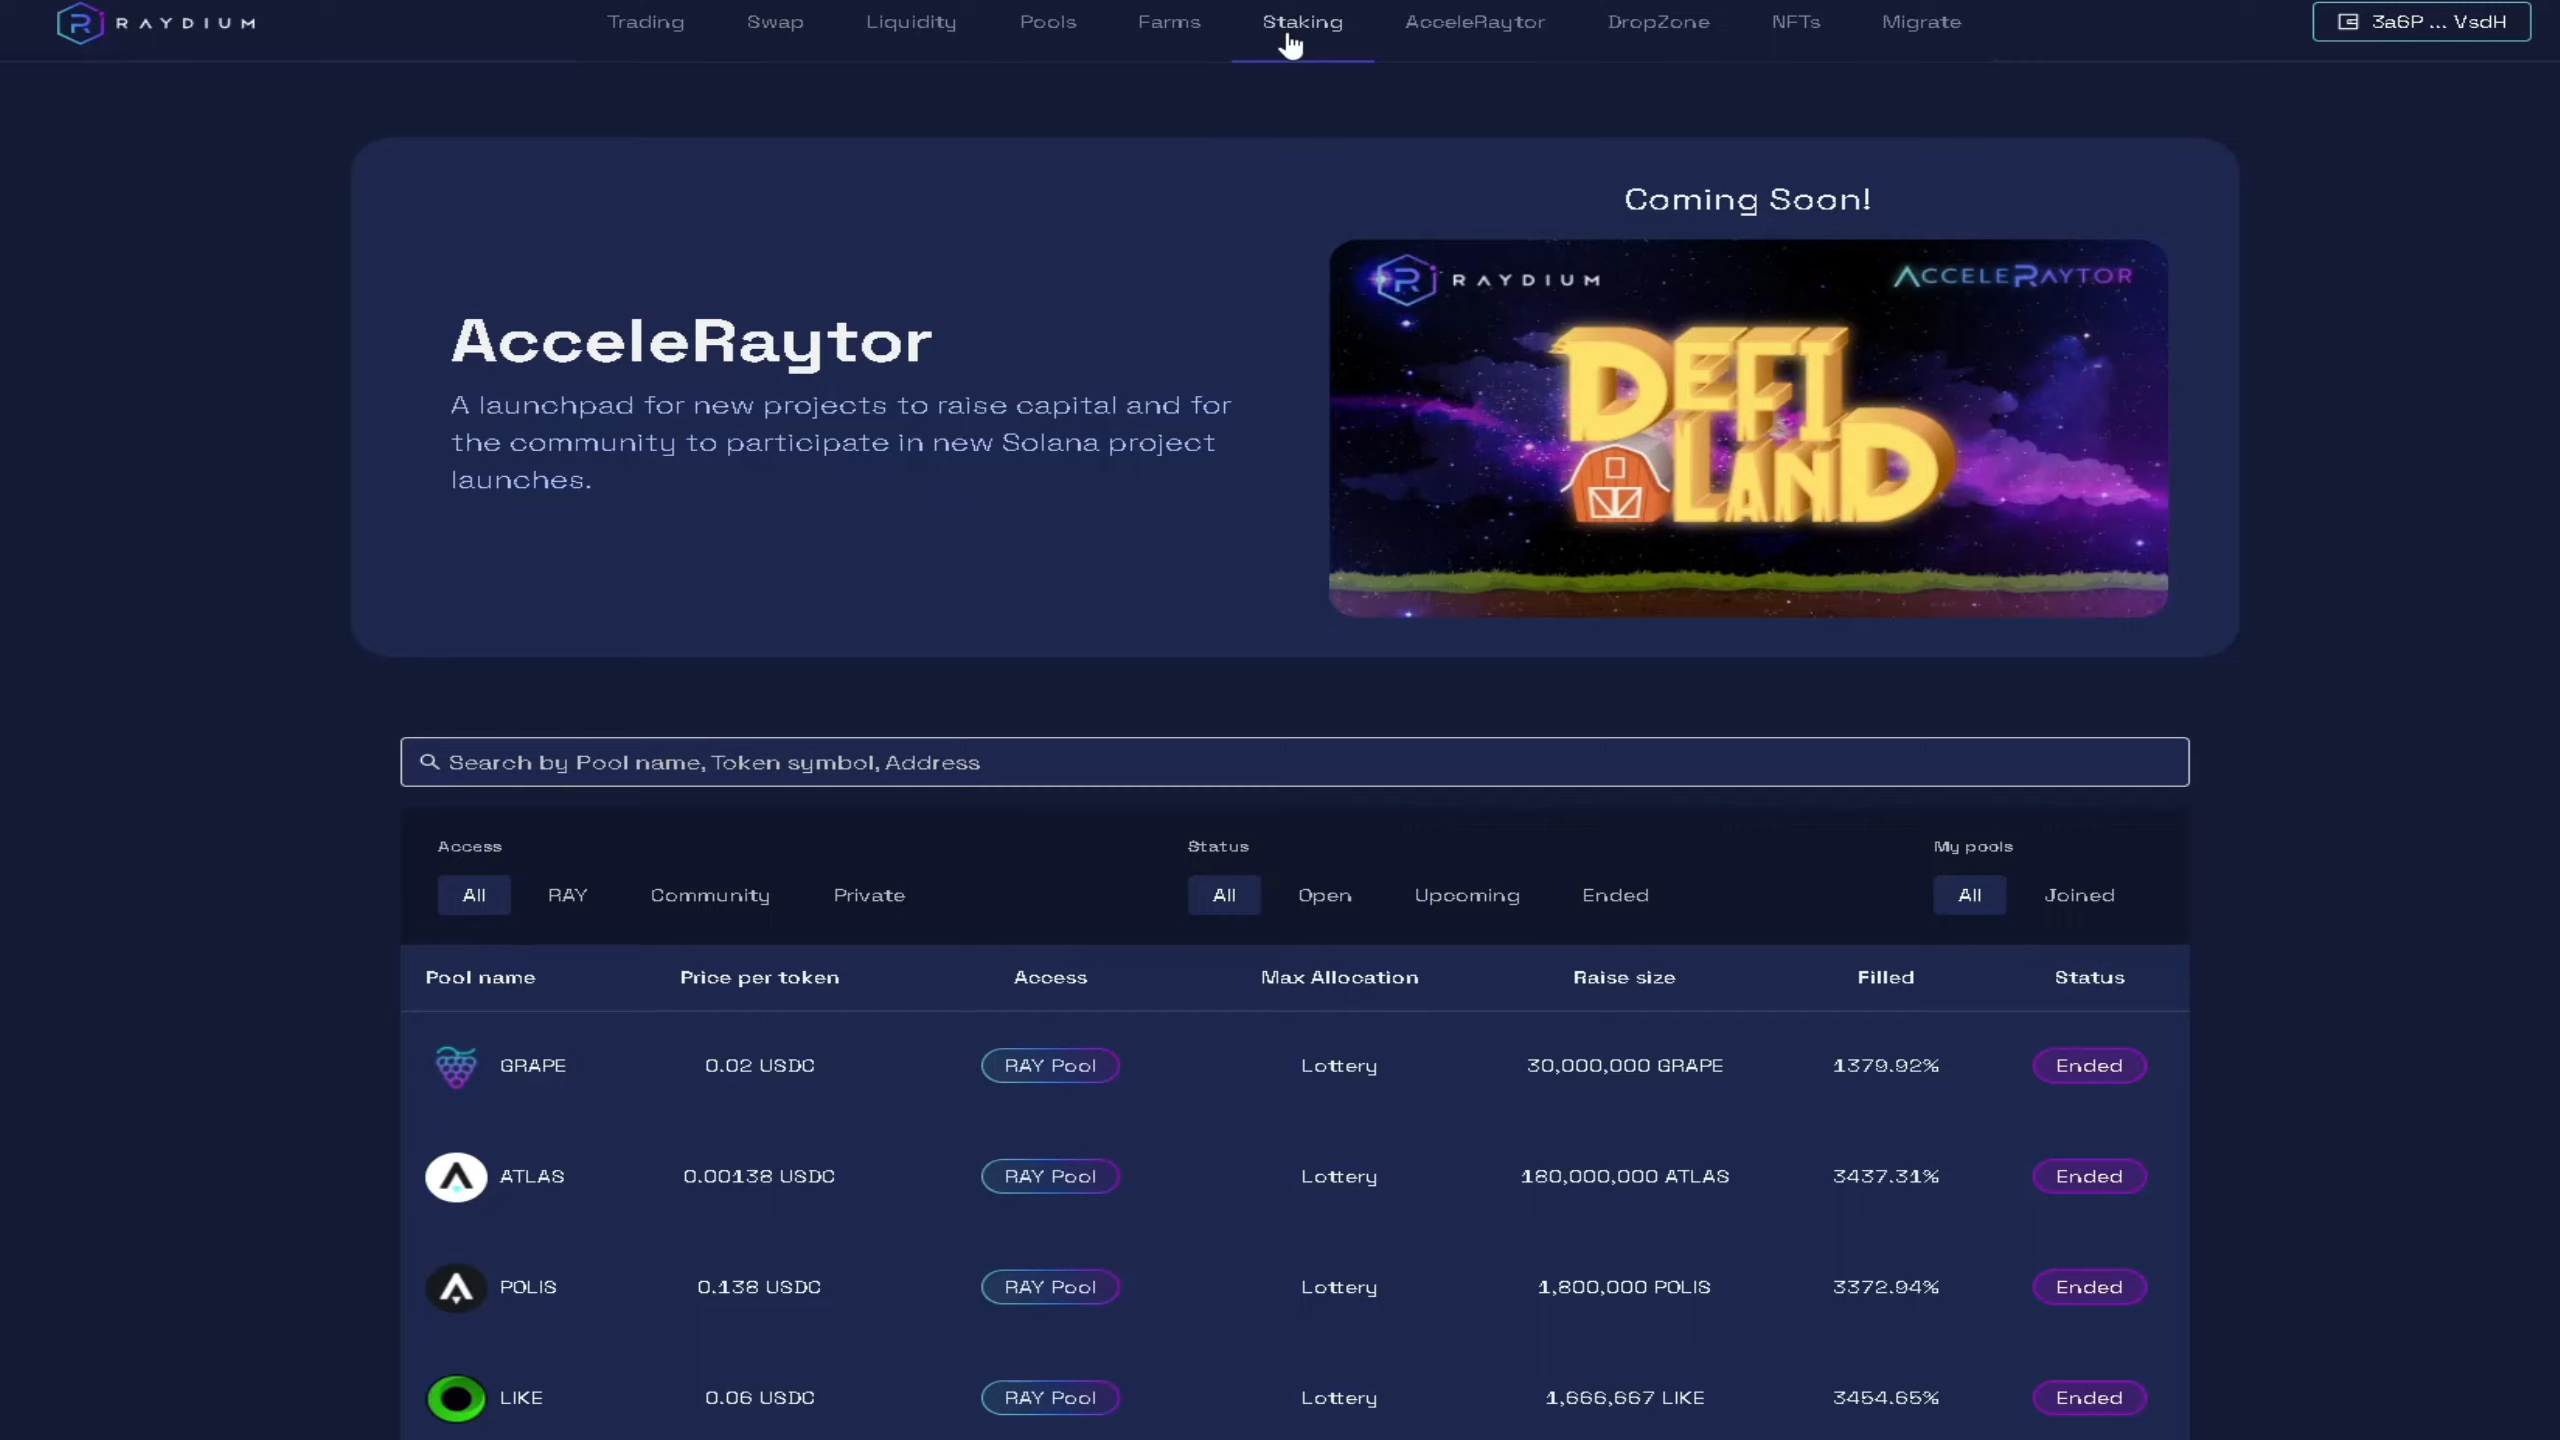 RAYDIUM
Trading Swap Liquidity Pools Farms Staking AcceleRaytor DropZone NFTs Migrate
3a6P ... VsdH
Coming Soon!
RAYDIUM
ACCELERAYTOR
DEFI
LAND
AcceleRaytor
A launchpad for new projects to raise capital and for
the community to participate in new Solana project
launches.
Search by Pool name, Token symbol, Address
Access Status My pools
All RAY Community Private All Open Upcoming Ended All Joined
Pool name Price per token Access Max Allocation Raise size Filled Status
GRAPE 0.02 USDC RAY Pool Lottery 30,000,000 GRAPE 1379.92% Ended
ATLAS 0.00138 USDC RAY Pool Lottery 180,000,000 ATLAS 3437.31% Ended
POLIS 0.138 USDC RAY Pool Lottery 1,800,000 POLIS 3372.94% Ended
LIKE 0.06 USDC RAY Pool Lottery 1,666,667 LIKE 3454.65% Ended